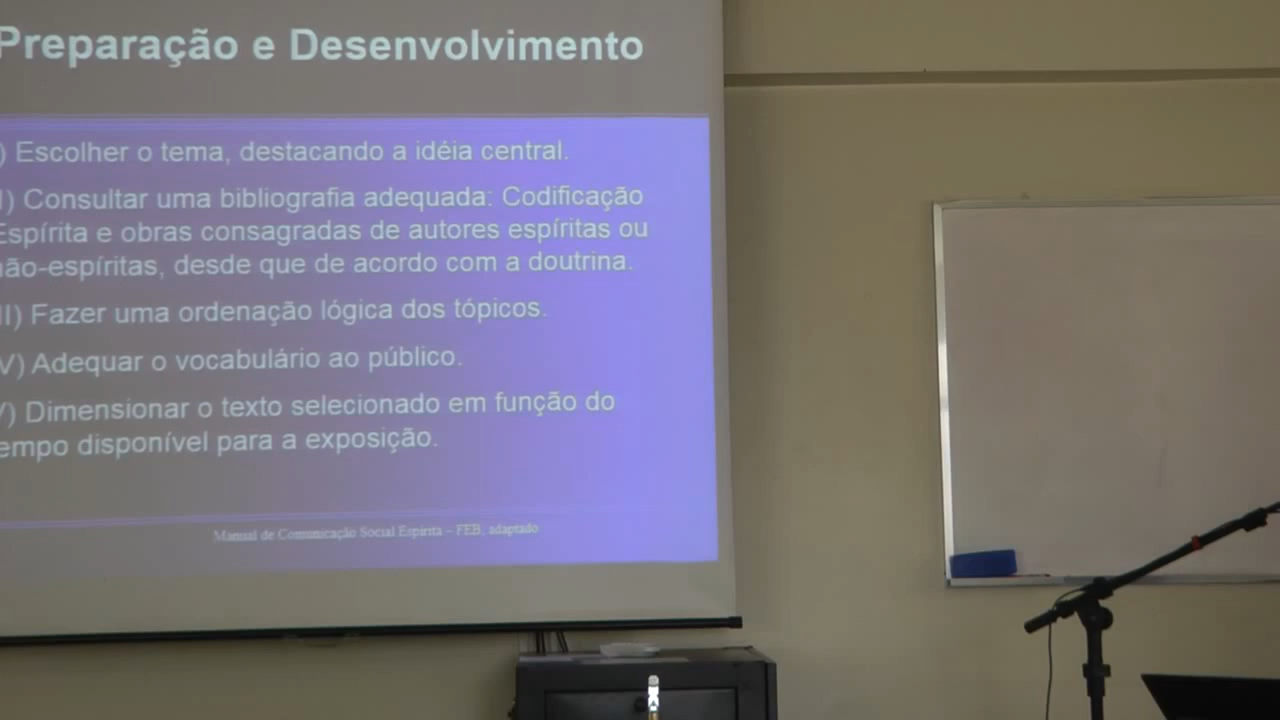 Preparação e Desenvolvimento
) Escolher o tema, destacando a idéia central.
I) Consultar uma bibliografia adequada: Codificação
Espírita e obras consagradas de autores espíritas ou
não-espíritas, desde que de acordo com a doutrina.
II) Fazer uma ordenação lógica dos tópicos.
V) Adequar o vocabulário ao público.
V) Dimensionar o texto selecionado em função do
empo disponível para a exposição.
Manual de Comunicação Social Espírita – FEB, adaptado